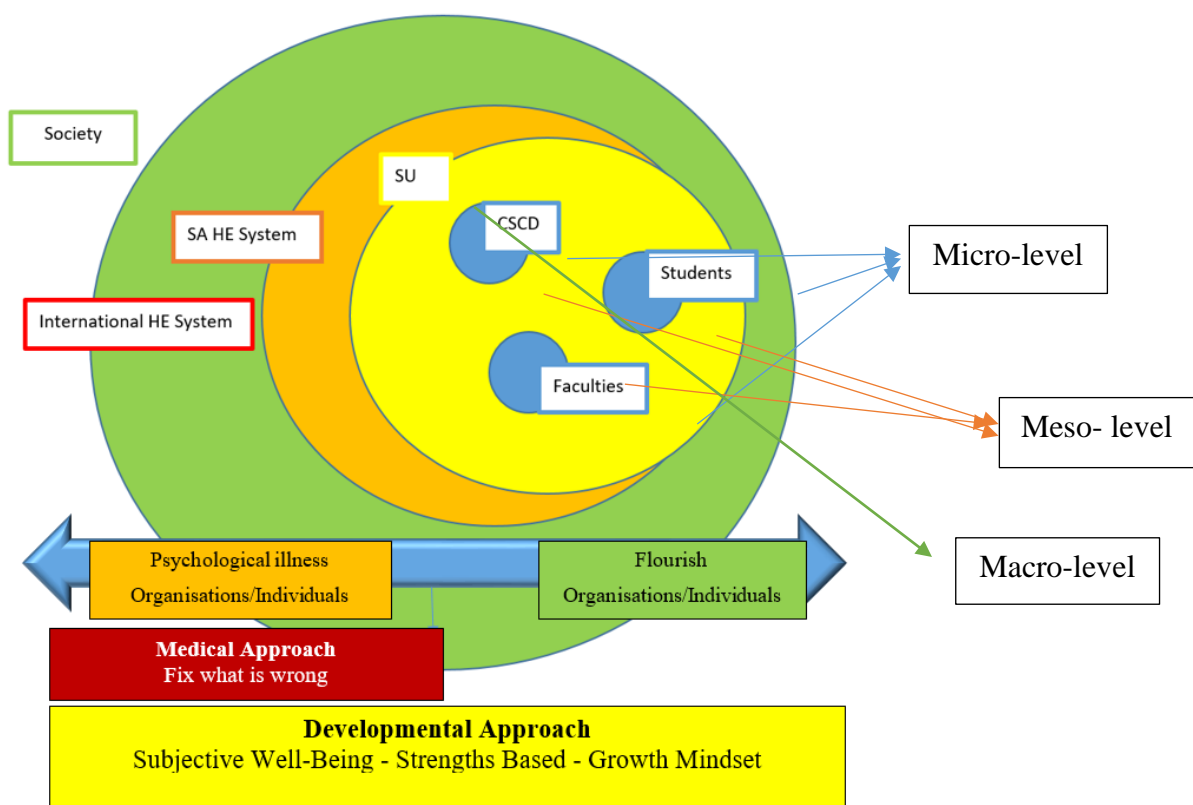 Society
SU
CSCD
SA HE System
Students
Micro-level
International HE System
Faculties
Meso- level
Psychological illness
Organisations/Individuals
Flourish
Organisations/Individuals
Macro-level
Medical Approach
Fix what is wrong
Developmental Approach
Subjective Well-Being - Strengths Based - Growth Mindset